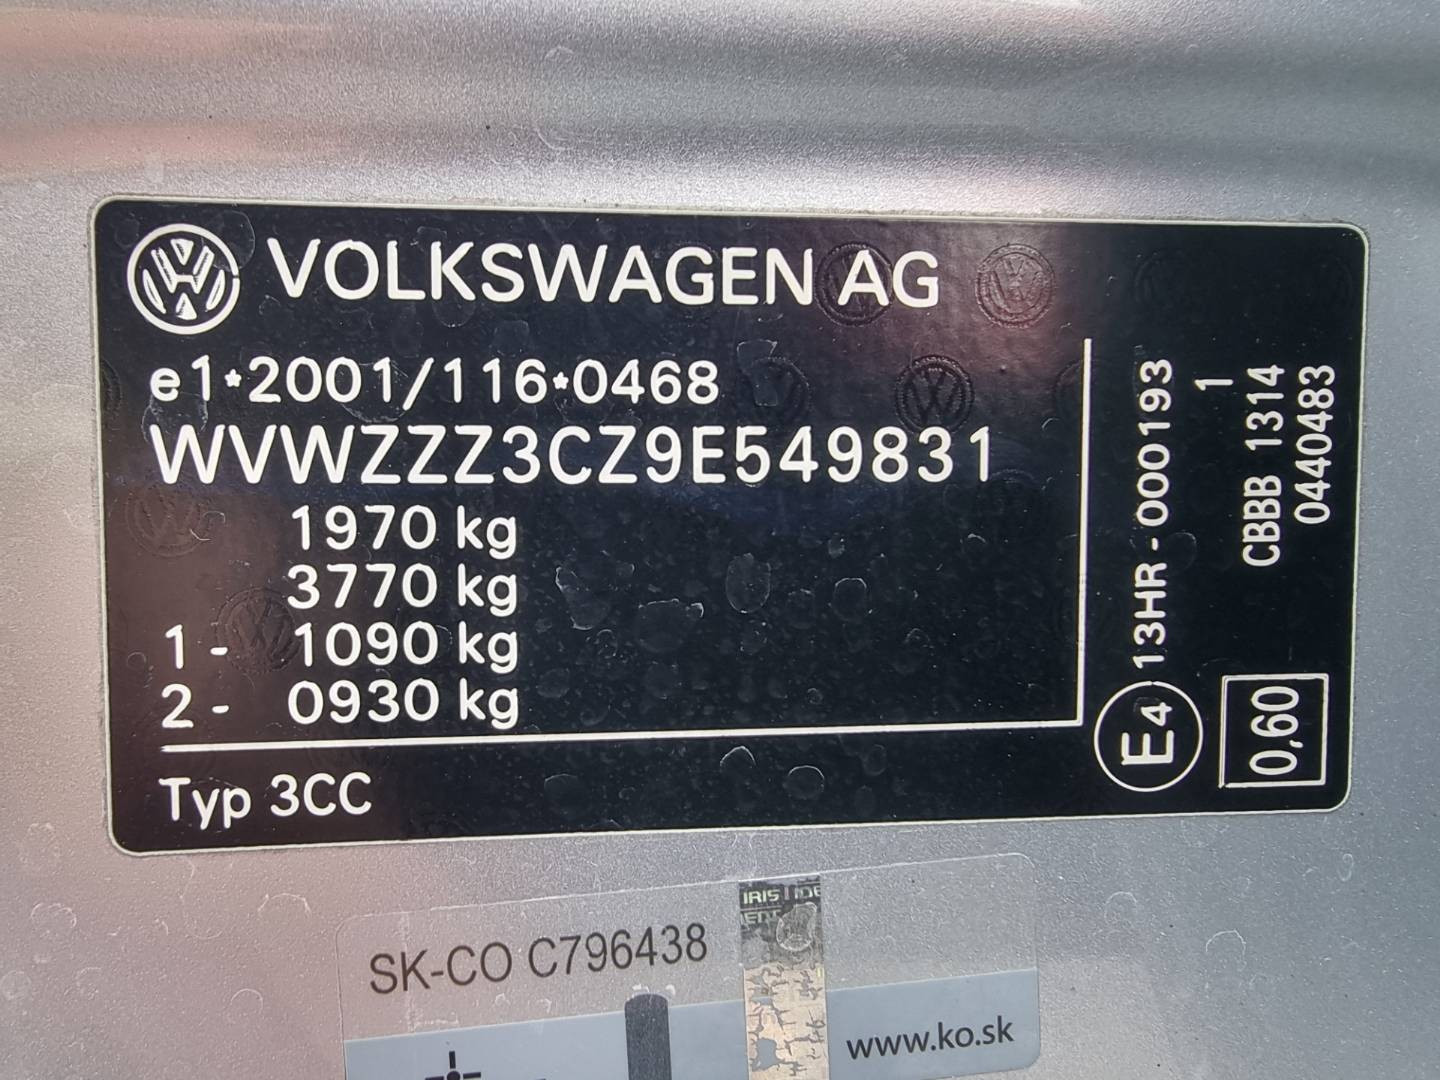 VOLKSWAGEN AG
e1*2001/116*0468
WVWZZZ3CZ9E549831
1970 kg
3770 kg
1 - 1090 kg
2 - 0930 kg
Typ 3CC
E4 13HR-000193
1
CBBB 1314
0440483
0,60
SK-CO C796438
IRIS
www.ko.sk